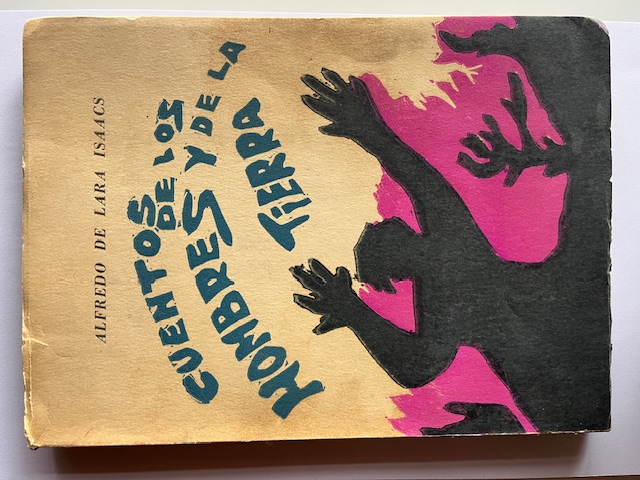 ALFREDO DE LARA ISAACS
CUENTOS
DE LOS
HOMBRES Y DE LA
TIERRA